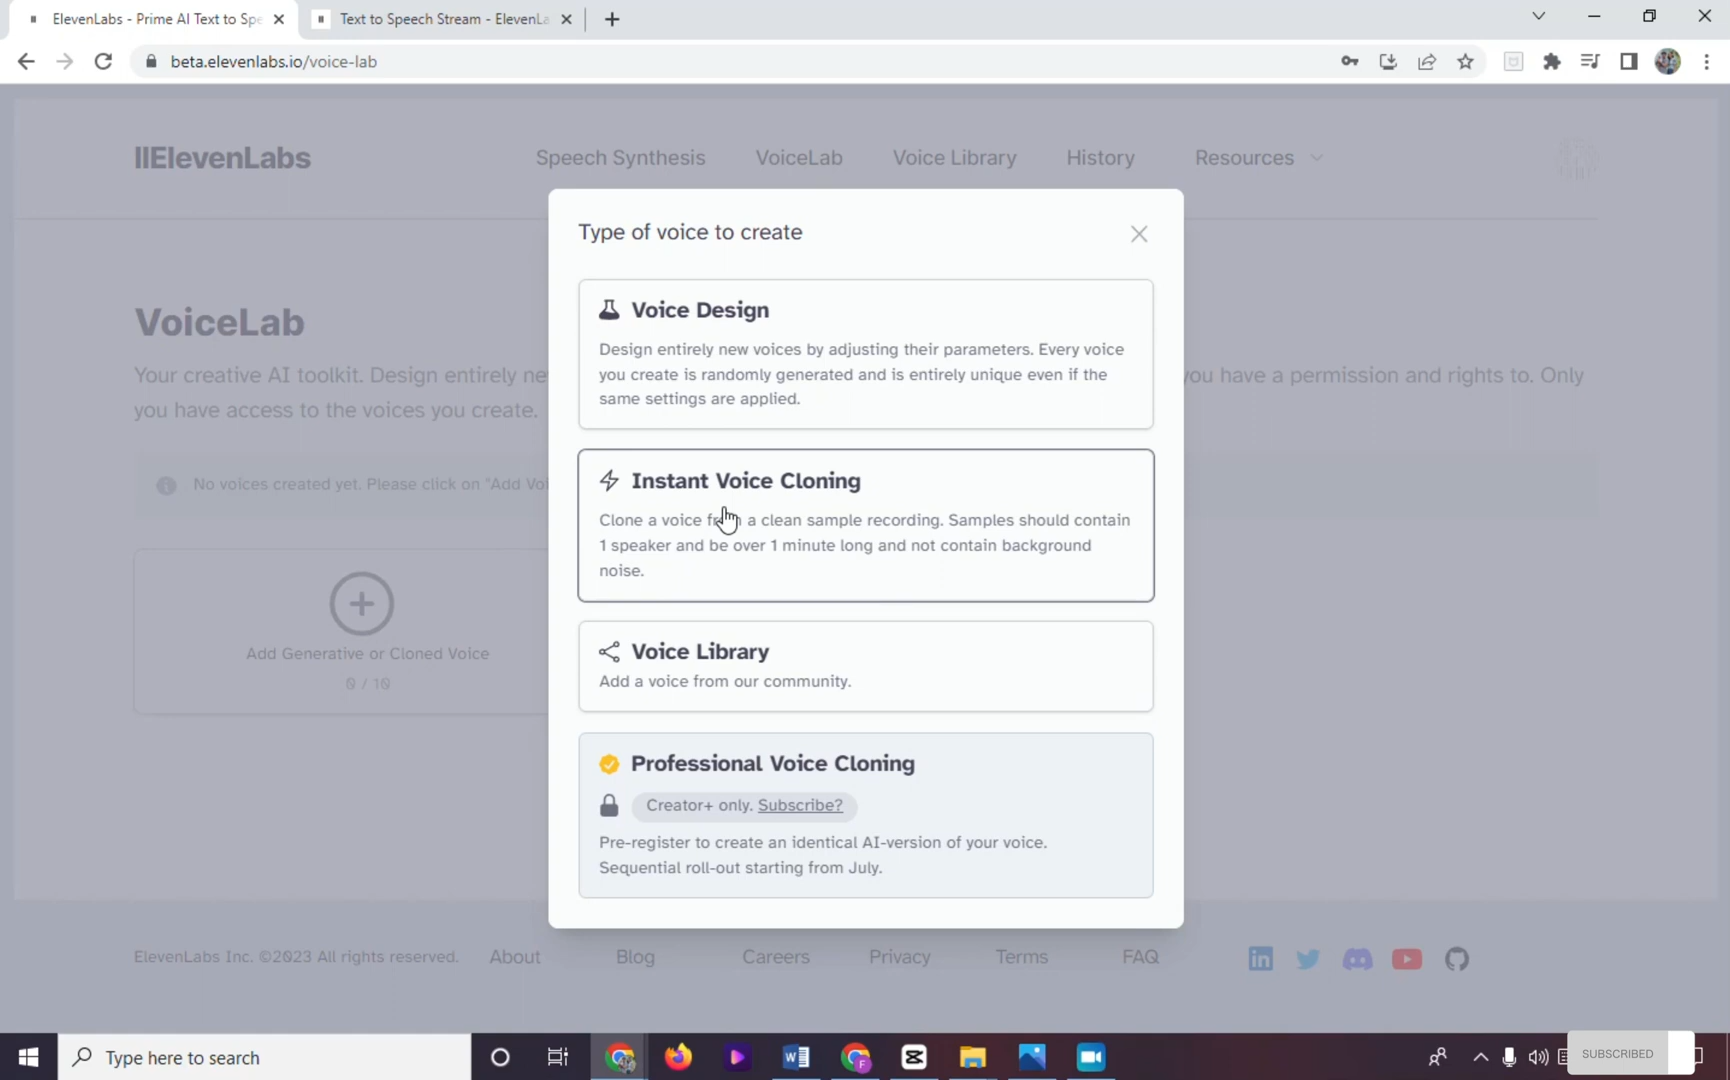 ElevenLabs - Prime AI Text to Spe
Text to Speech Stream - ElevenLa
beta.elevenlabs.io/voice-lab
IIElevenLabs
Speech Synthesis
VoiceLab
Voice Library
History
Resources
Type of voice to create
Voice Design
Design entirely new voices by adjusting their parameters. Every voice
you create is randomly generated and is entirely unique even if the
same settings are applied.
VoiceLab
Your creative AI toolkit. Design entirely ne
you have a permission and rights to. Only
you have access to the voices you create.
Instant Voice Cloning
No voices created yet. Please click on "Add Voi
Clone a voice a clean sample recording. Samples should contain
1 speaker and be over 1 minute long and not contain background
noise.
Add Generative or Cloned Voice
0 / 10
Voice Library
Add a voice from our community.
Professional Voice Cloning
Creator+ only. Subscribe?
Pre-register to create an identical AI-version of your voice.
Sequential roll-out starting from July.
ElevenLabs Inc. ©2023 All rights reserved.
About
Blog
Careers
Privacy
Terms
FAQ
Type here to search
SUBSCRIBED